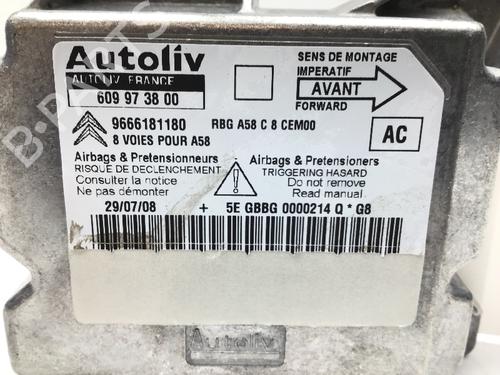 Autoliv
AUTOLIV FRANCE
609 97 38 00
SENS DE MONTAGE
IMPERATIF
AVANT
FORWARD
9666181180 RBG A58 C 8 CEM00
8 VOIES POUR A58
AC
Airbags & Pretensionneurs
RISQUE DE DECLENCHEMENT
Consulter la notice
Ne pas démonter
Airbags & Pretensioners
TRIGGERING HASARD
Do not remove
Read manual
29/07/08 + 5E GBBG 0000214 Q * G8
Autoliv
B-PARTS